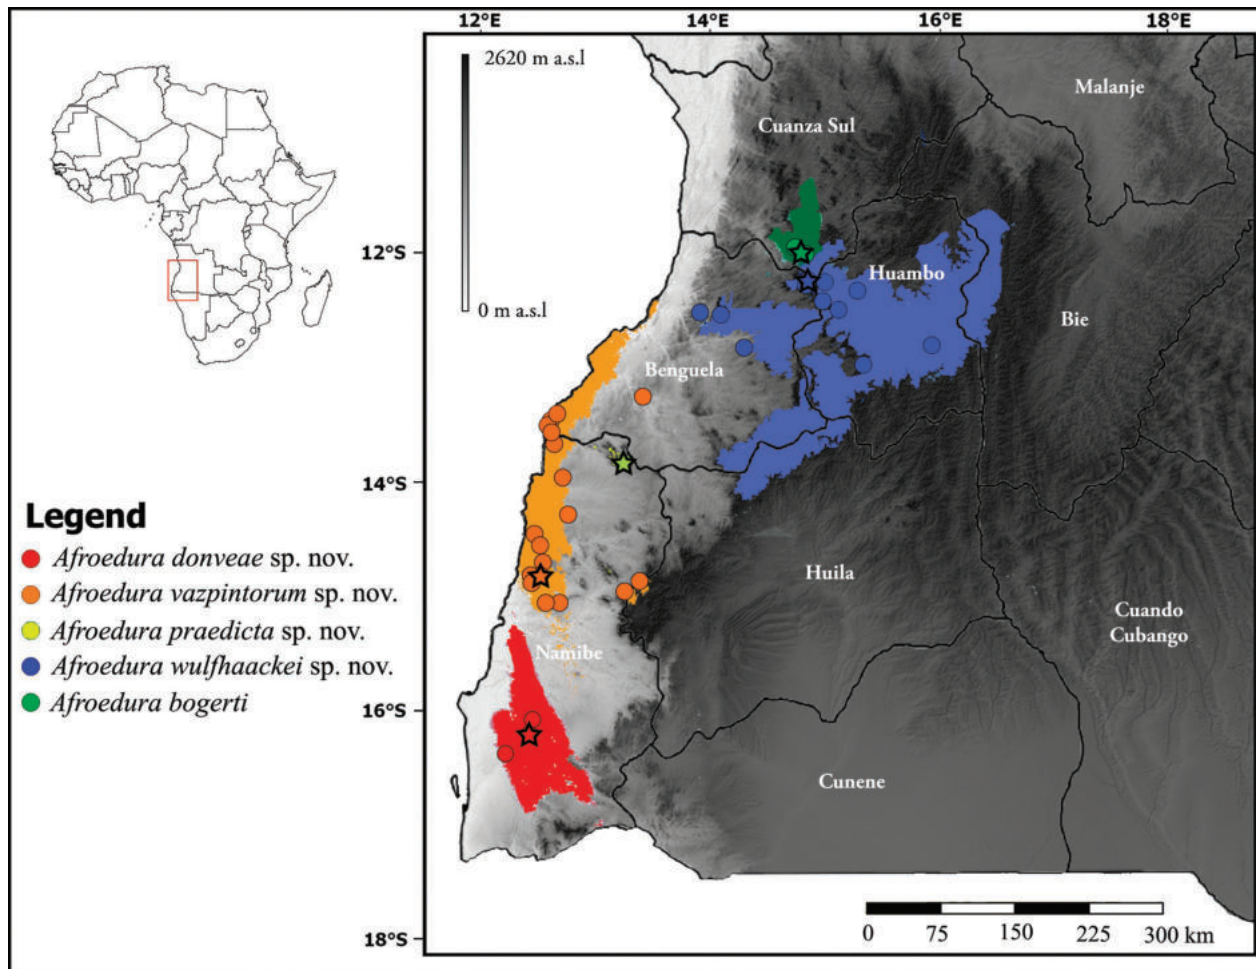 12°E 14°E 16°E 18°E
2620 m a.s.l
Malanje
Cuanza Sul
12°S
Huambo
0 m a.s.l
Bie
Benguela
14°S
Legend
Afroedura donveae sp. nov.
Huila
Afroedura vazpintorum sp. nov.
Cuando
Cubango
Afroedura praedicta sp. nov.
Namibe
Afroedura wulfhaackei sp. nov.
Afroedura bogerti
16°S
Cunene
0 75 150 225 300 km
18°S